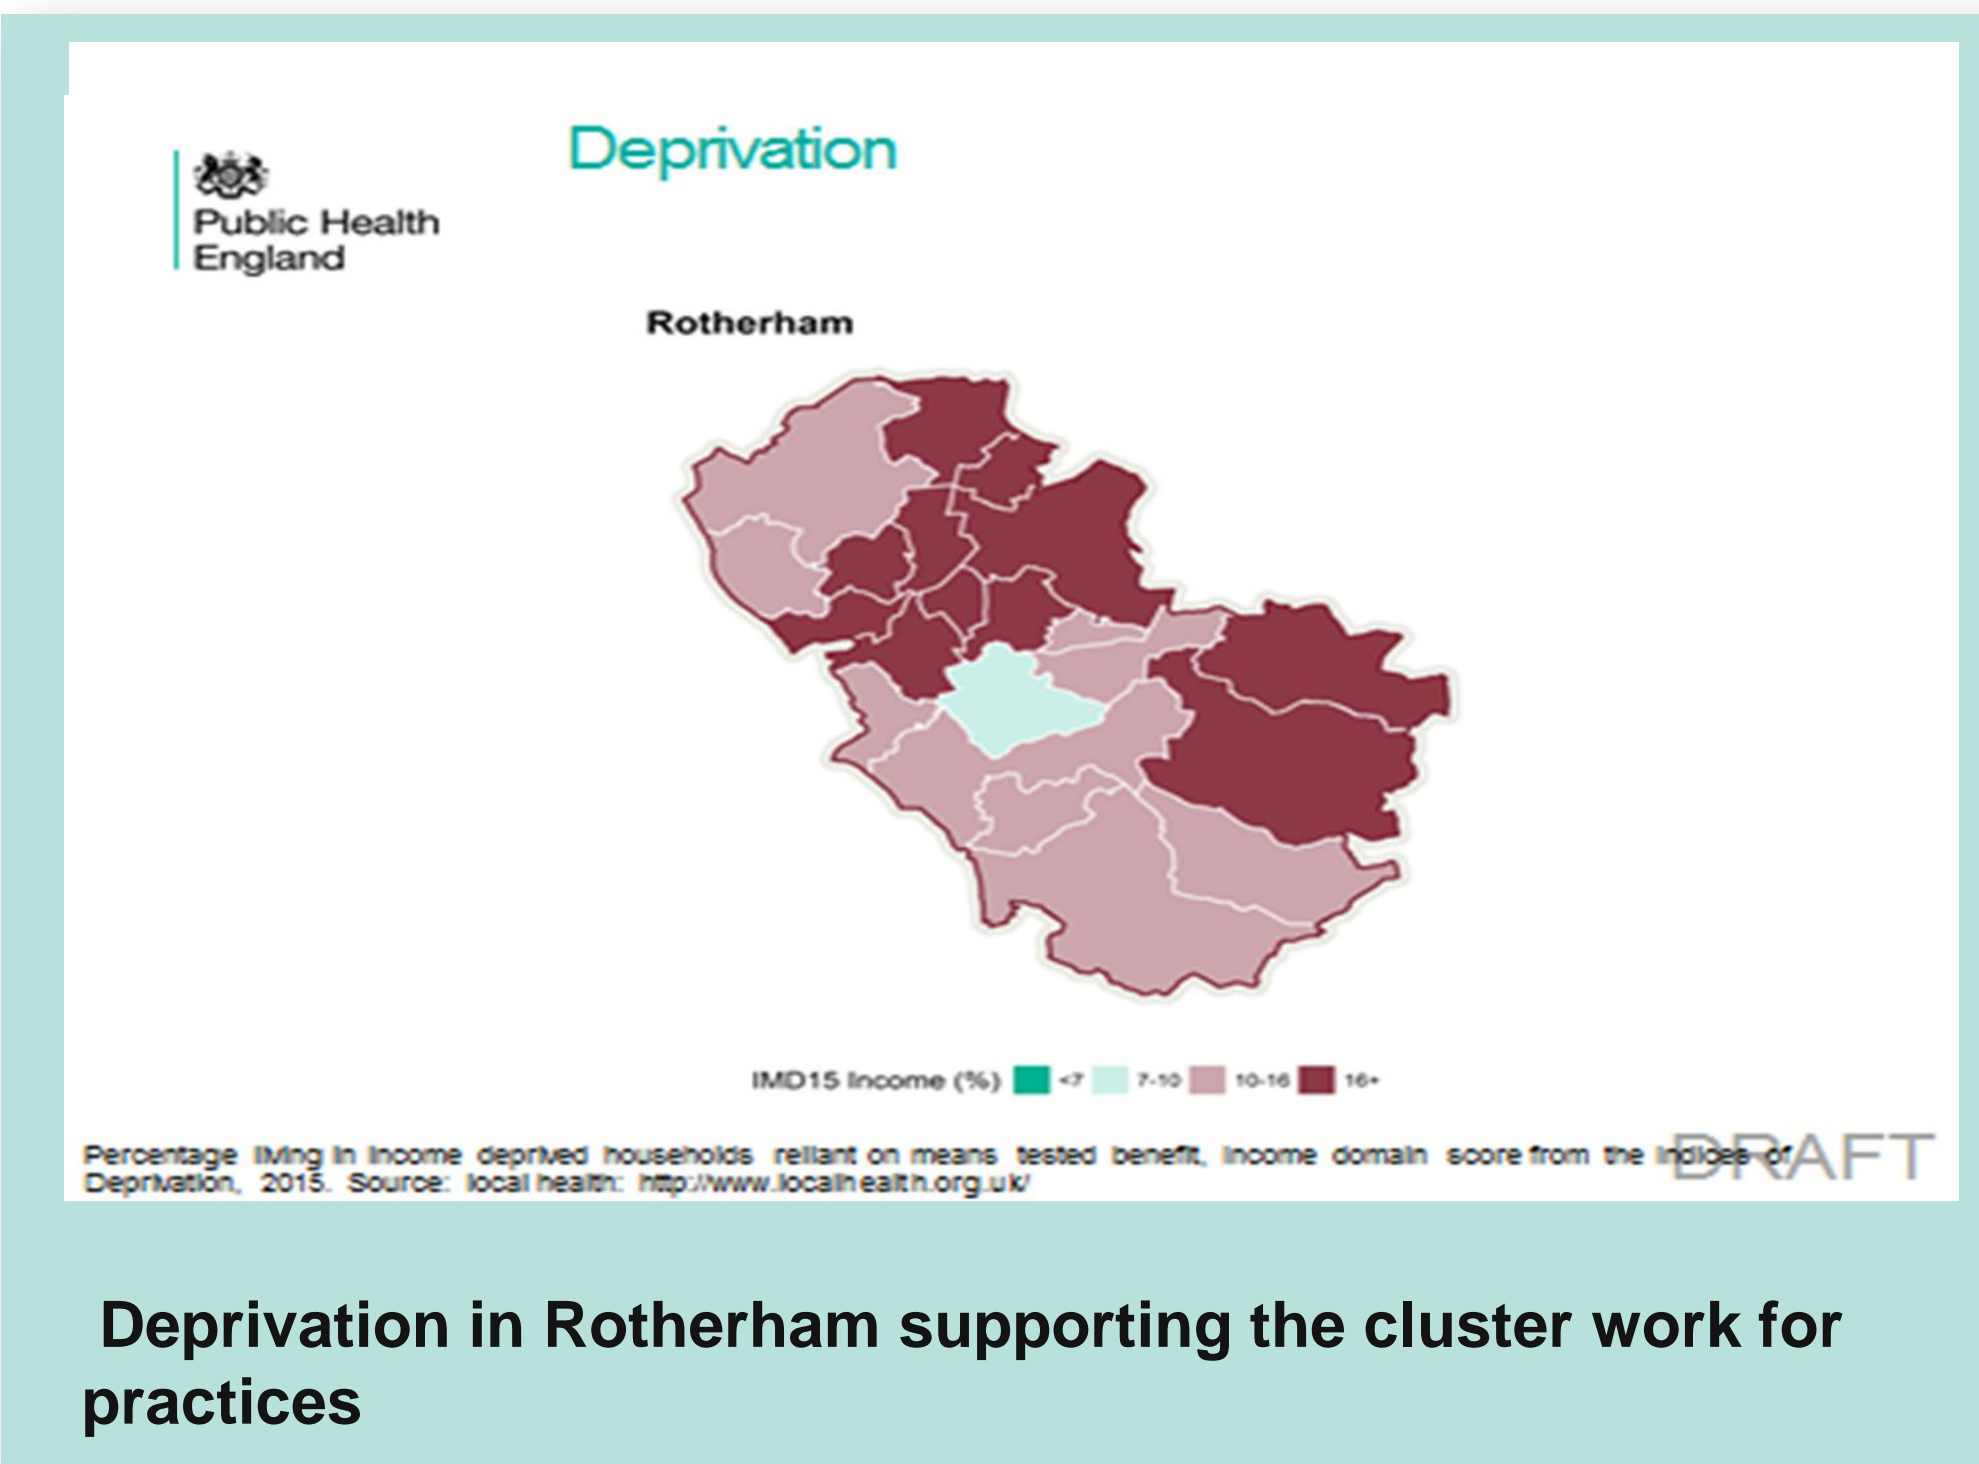 Deprivation
Public Health
England
Rotherham
IMD15 Income (%) <7 7-10 10-16 16+
Percentage living in income deprived households reliant on means tested benefit, income domain score from the Indices of
Deprivation, 2015. Source: local health: http://www.localhealth.org.uk/
DRAFT
Deprivation in Rotherham supporting the cluster work for
practices